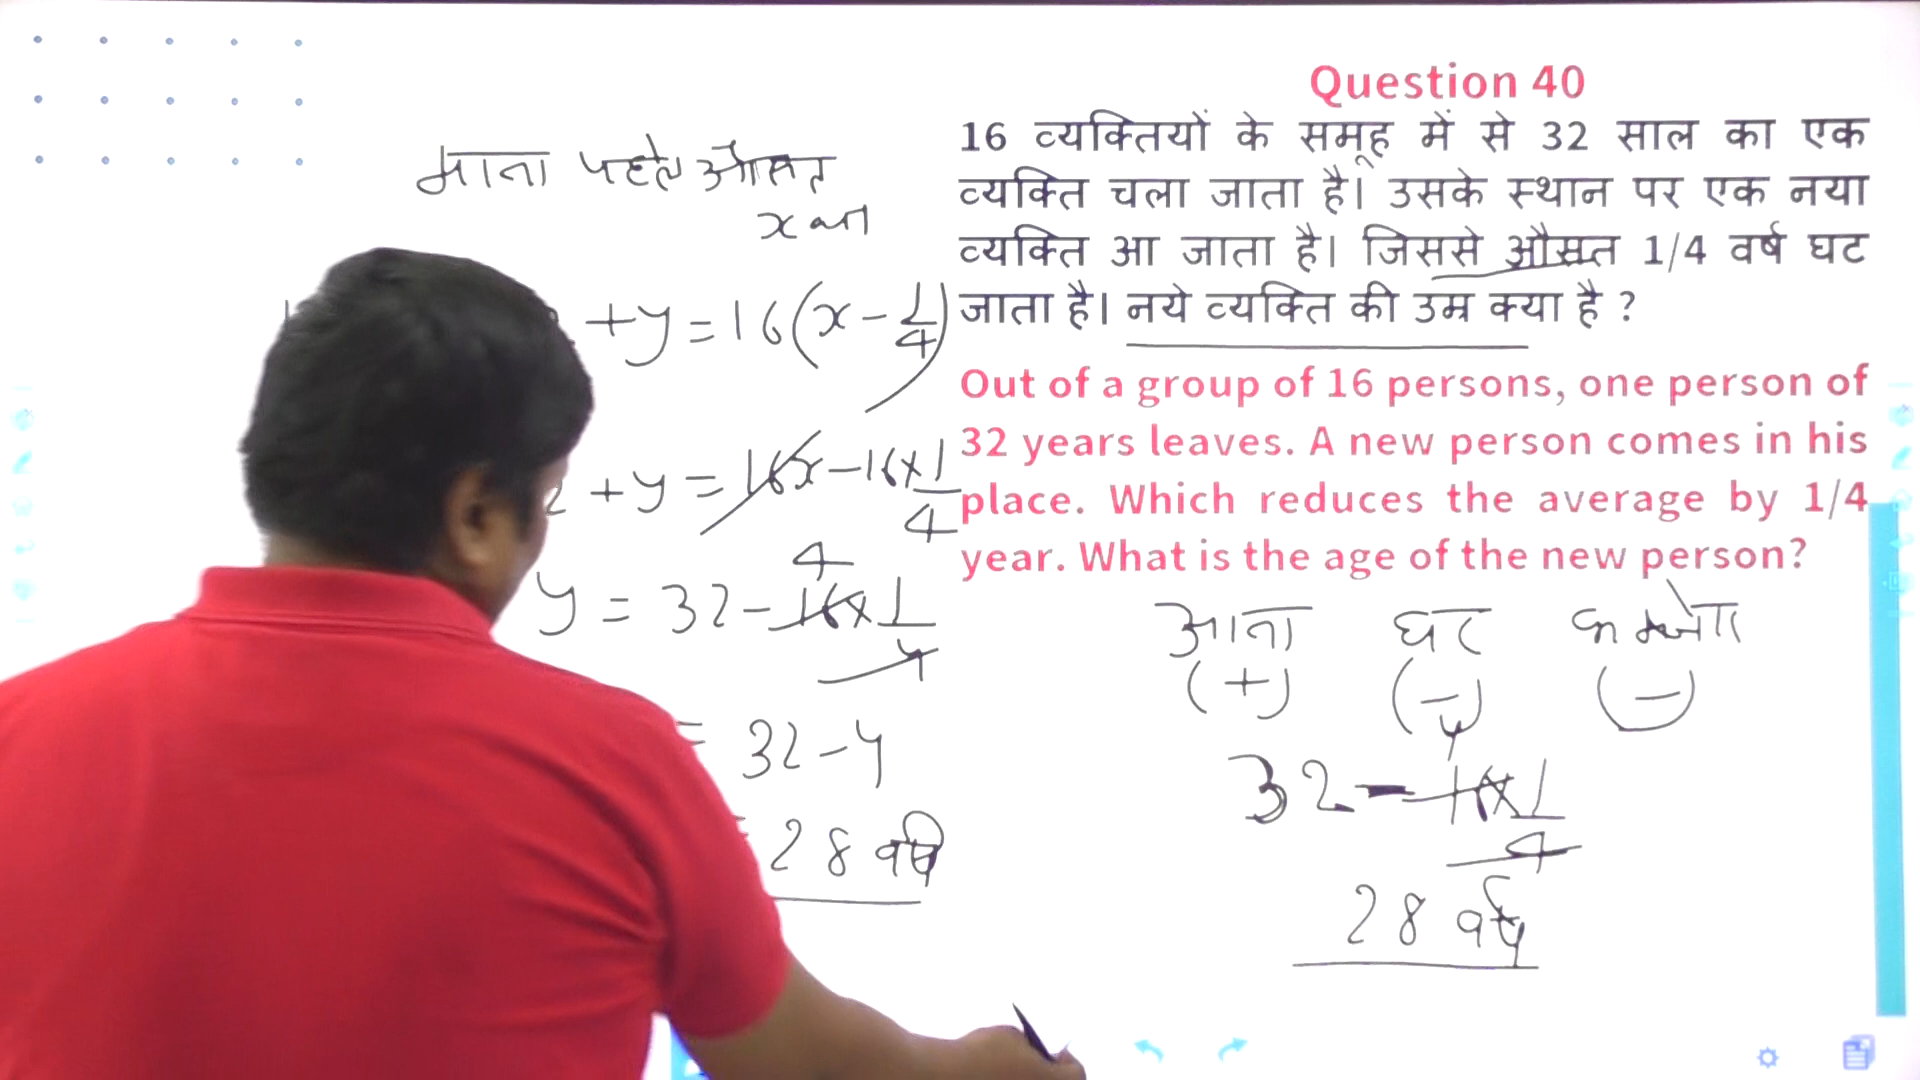 Question 40
16 व्यक्तियों के समूह में से 32 साल का एक
व्यक्ति चला जाता है। उसके स्थान पर एक नया
व्यक्ति आ जाता है। जिससे औसत 1/4 वर्ष घट
जाता है। नये व्यक्ति की उम्र क्या है ?
Out of a group of 16 persons, one person of
32 years leaves. A new person comes in his
place. Which reduces the average by 1/4
year. What is the age of the new person?
माना पहले औसत
x
+y = 16(x - 1/4)
2 + y = 16x - 16 x 1/4
4
y = 32 - 16 x 1/4
= 32 - 4
= 28 वर्ष
आना घट
(+) (-) (-)
4
32 - 16 x 1/4
28 वर्ष